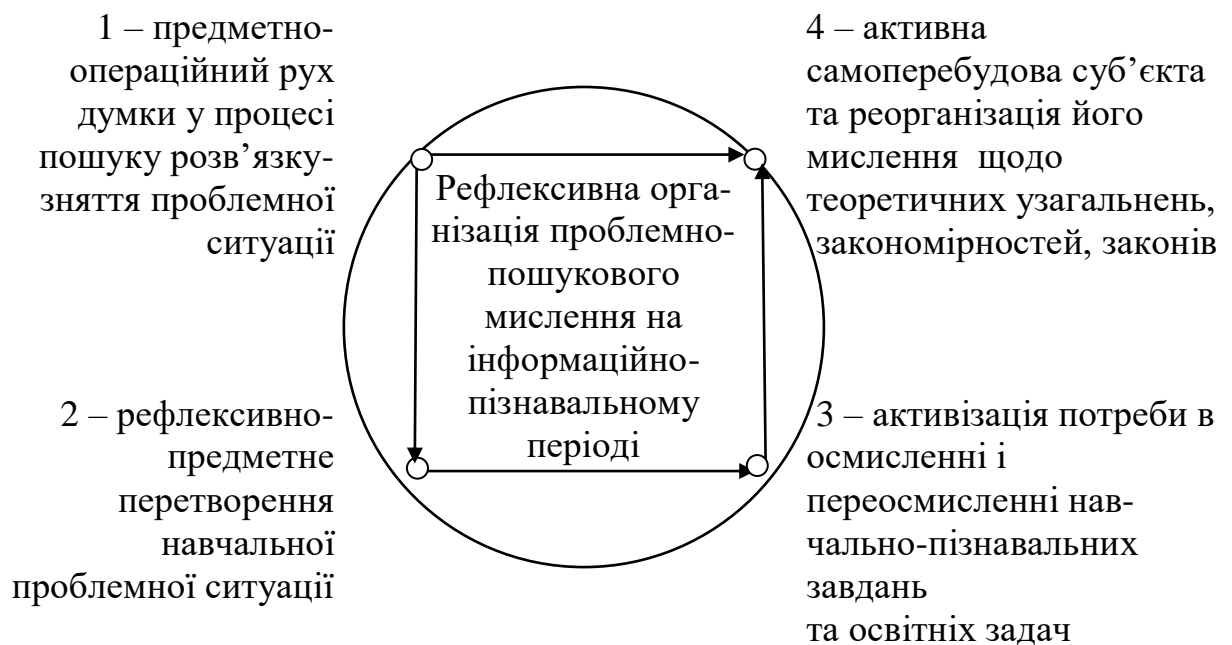 1 – предметно-
операційний рух
думки у процесі
пошуку розв’язку-
зняття проблемної
ситуації
4 – активна
самоперебудова суб’єкта
та реорганізація його
мислення щодо
теоретичних узагальнень,
закономірностей, законів
Рефлексивна орга-
нізація проблемно-
пошукового
мислення на
інформаційно-
пізнавальному
періоді
2 – рефлексивно-
предметне
перетворення
навчальної
проблемної ситуації
3 – активізація потреби в
осмисленні і
переосмисленні нав-
чально-пізнавальних
завдань
та освітніх задач